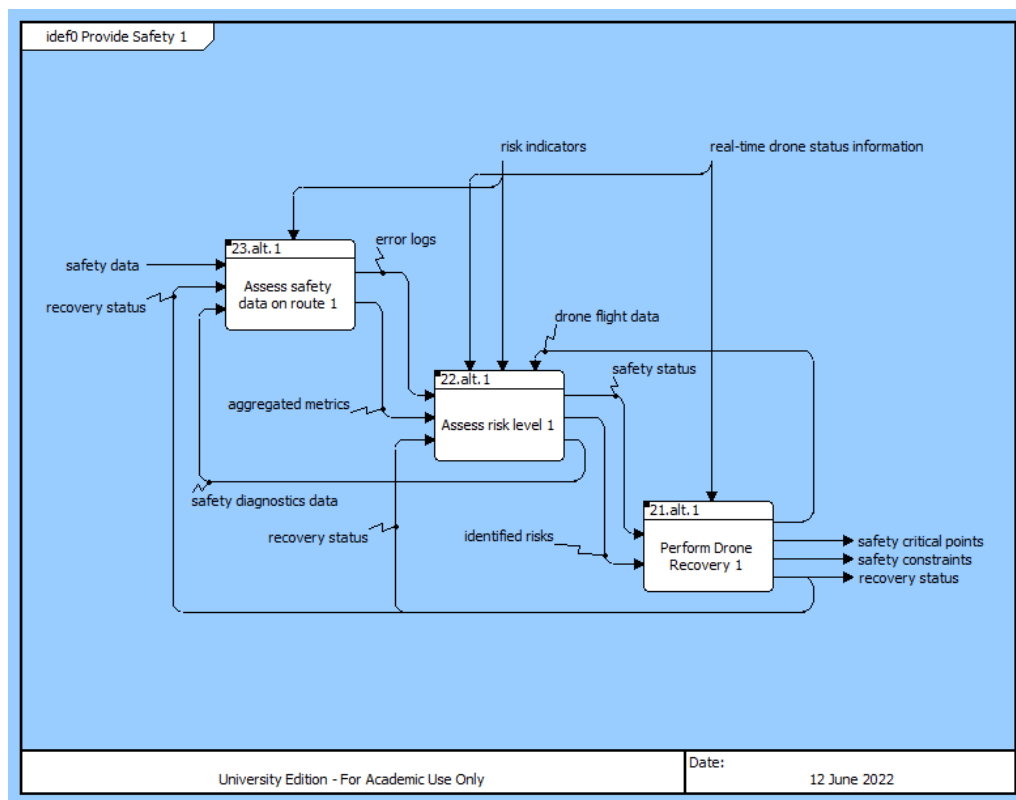 idef0 Provide Safety 1
risk indicators
real-time drone status information
23.alt.1
error logs
safety data
Assess safety
data on route 1
recovery status
drone flight data
22.alt.1
safety status
aggregated metrics
Assess risk level 1
safety diagnostics data
21.alt.1
recovery status
identified risks
Perform Drone
Recovery 1
safety critical points
safety constraints
recovery status
University Edition - For Academic Use Only
Date:
12 June 2022